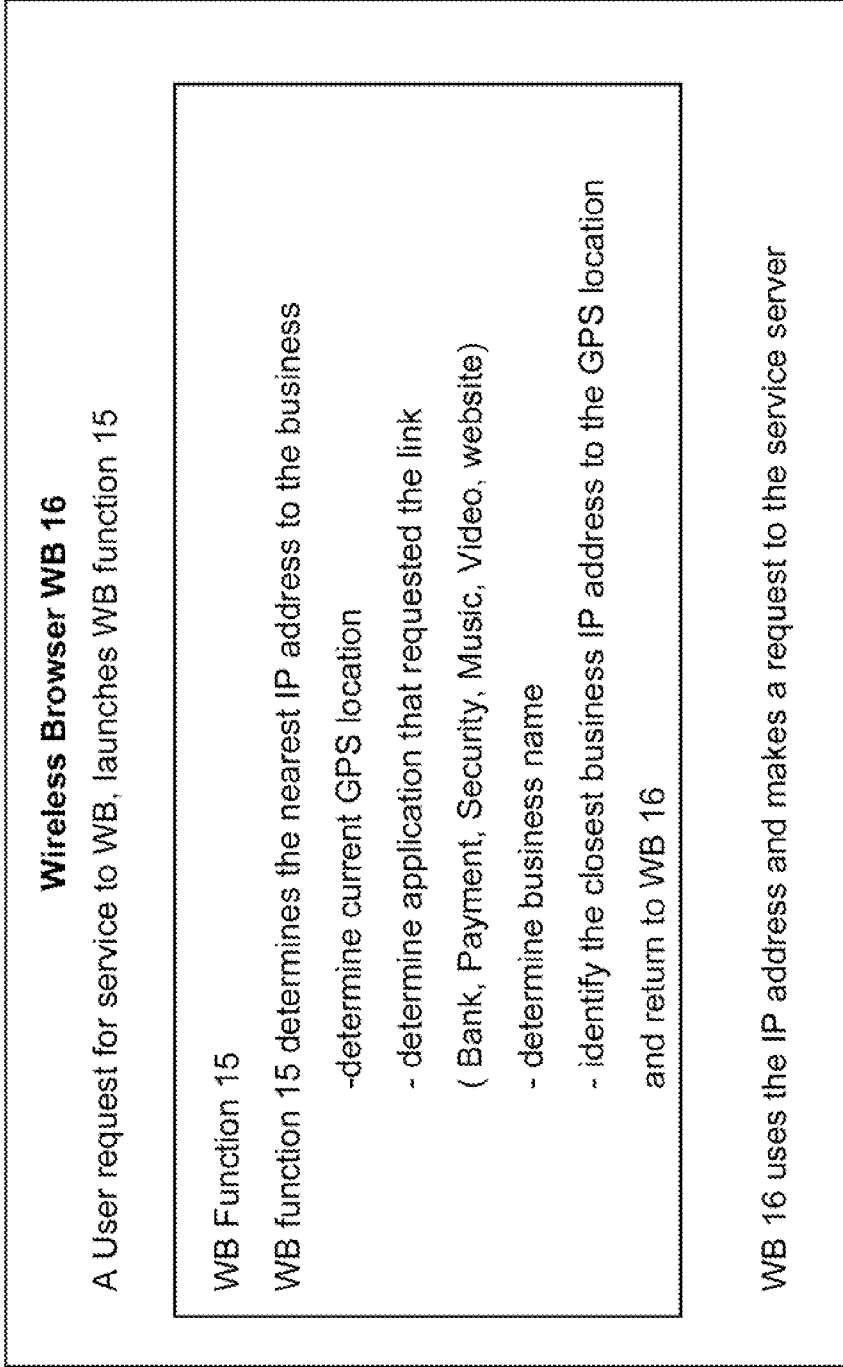 Wireless Browser WB 16
A User request for service to WB, launches WB function 15
WB Function 15
WB function 15 determines the nearest IP address to the business
-determine current GPS location
- determine application that requested the link
( Bank, Payment, Security, Music, Video, website)
- determine business name
- identify the closest business IP address to the GPS location
and return to WB 16
WB 16 uses the IP address and makes a request to the service server